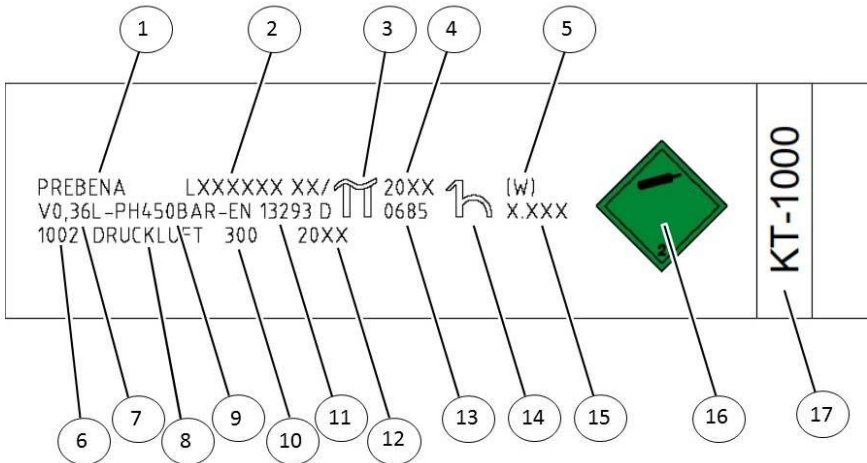 1 2 3 4 5
PREBENA LXXXXXX XX/ π 20XX (W)
V0,36L-PH450BAR-EN 13293 D 0685 X.XXX
1002 DRUCKLUFT 300 20XX
2
KT-1000
6 7 8 9 10 11 12 13 14 15 16 17